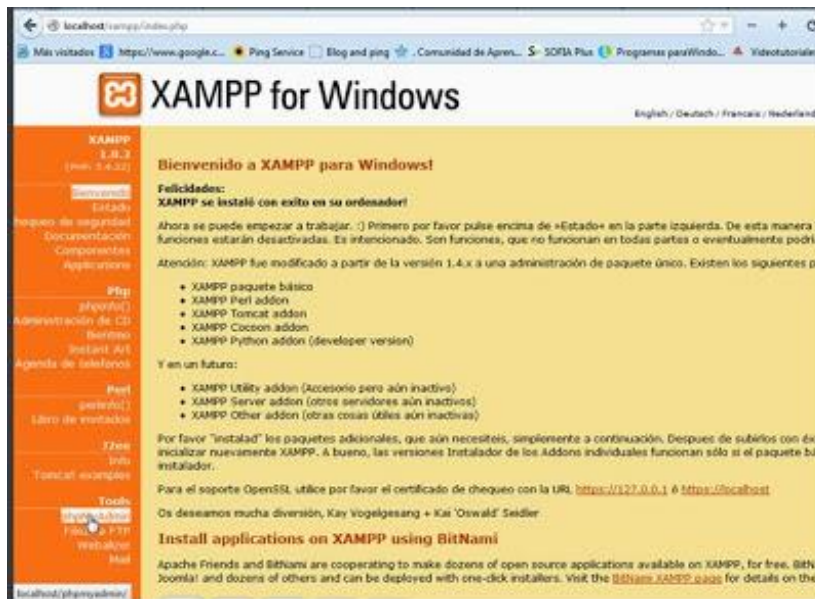 localhost/xampp/index.php
Más visitados https://www.google.c... Ping Service Blog and ping .Comunidad de Apren... S- SOFIA Plus Programas paraWindo... Videotutoriale
XAMPP for Windows
English / Deutsch / Francais / Nederland
XAMPP
1.8.2
[PHP: 5.4.22]
Bienvenido
Estado
hequeo de seguridad
Documentación
Componentes
Applications
Php
phpinfo()
Administración de CD
Biorritmo
Instant Art
Agenda de telefonos
Perl
perlinfo()
Libro de invitados
J2ee
Info
Tomcat examples
Tools
phpMyAdmin
FTP
Webalizer
Mail
Bienvenido a XAMPP para Windows!
Felicidades:
XAMPP se instaló con exito en su ordenador!
Ahora se puede empezar a trabajar. :) Primero por favor pulse encima de »Estado« en la parte izquierda. De esta manera
funciones estarán desactivadas. Es intencionado. Son funciones, que no funcionan en todas partes o eventualmente podri
Atención: XAMPP fue modificado a partir de la versión 1.4.x a una administración de paquete único. Existen los siguientes p
• XAMPP paquete básico
• XAMPP Perl addon
• XAMPP Tomcat addon
• XAMPP Cocoon addon
• XAMPP Python addon (developer version)
Y en un futuro:
• XAMPP Utility addon (Accesorio pero aún inactivo)
• XAMPP Server addon (otros servidores aún inactivos)
• XAMPP Other addon (otras cosas útiles aún inactivas)
Por favor "instalad" los paquetes adicionales, que aún necesiteis, simplemente a continuación. Despues de subirlos con éx
inicializar nuevamente XAMPP. A bueno, las versiones Instalador de los Addons individuales funcionan sólo si el paquete bá
instalador.
Para el soporte OpenSSL utilice por favor el certificado de chequeo con la URL https://127.0.0.1 ó https://localhost
Os deseamos mucha diversión, Kay Vogelgesang + Kai 'Oswald' Seidler
Install applications on XAMPP using BitNami
Apache Friends and BitNami are cooperating to make dozens of open source applications available on XAMPP, for free. BitN
Joomla! and dozens of others and can be deployed with one-click installers. Visit the BitNami XAMPP page for details on the
localhost/phpmyadmin/